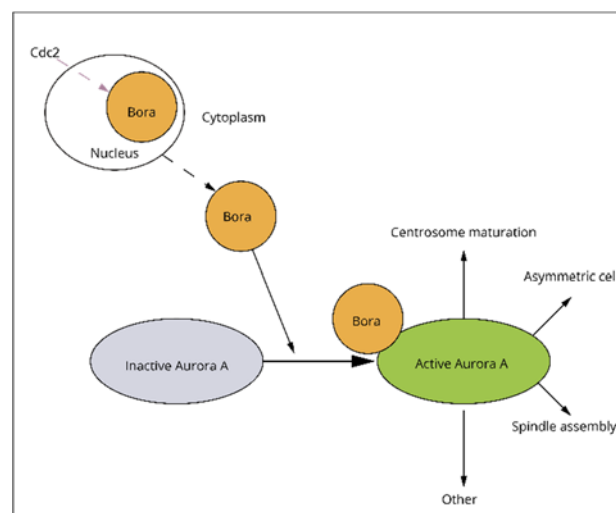 Cdc2
Bora
Cytoplasm
Nucleus
Bora
Centrosome maturation
Asymmetric cel
Bora
Inactive Aurora A
Active Aurora A
Spindle assembly
Other